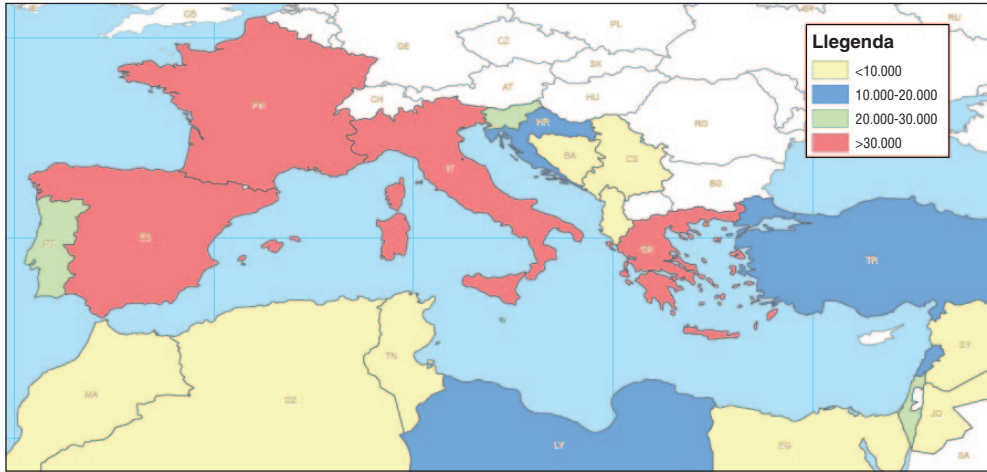 GB
PL
RU
DE
CZ
SK
AT
HU
CH
RO
FR
HR
BA
CS
IT
BG
ES
PT
GR
TR
SY
TN
MA
DZ
JO
LY
EG
SA
Llegenda
<10.000
10.000-20.000
20.000-30.000
>30.000